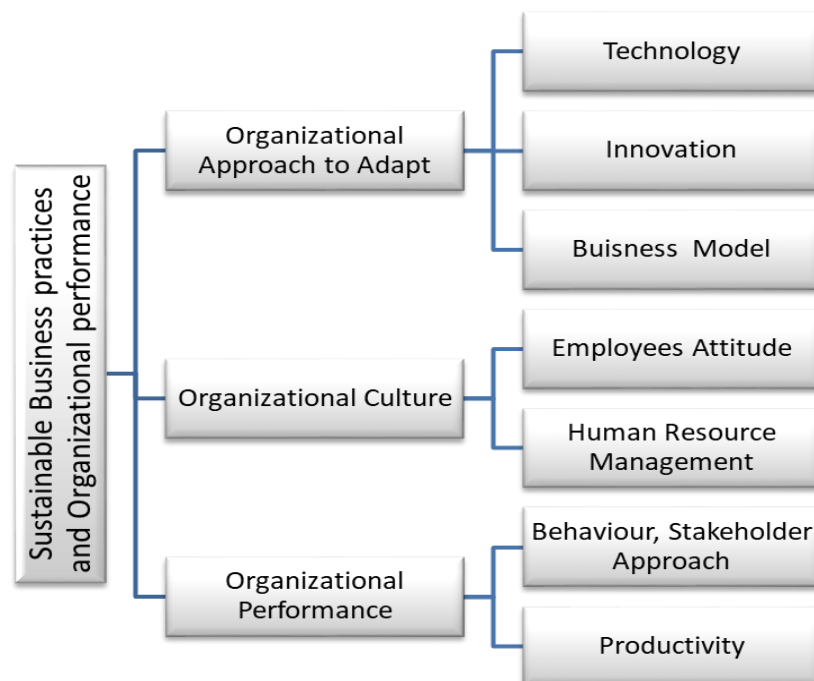 Sustainable Business practices
and Organizational performance
Organizational
Approach to Adapt
Technology
Innovation
Buisness Model
Organizational Culture
Employees Attitude
Human Resource
Management
Organizational
Performance
Behaviour, Stakeholder
Approach
Productivity